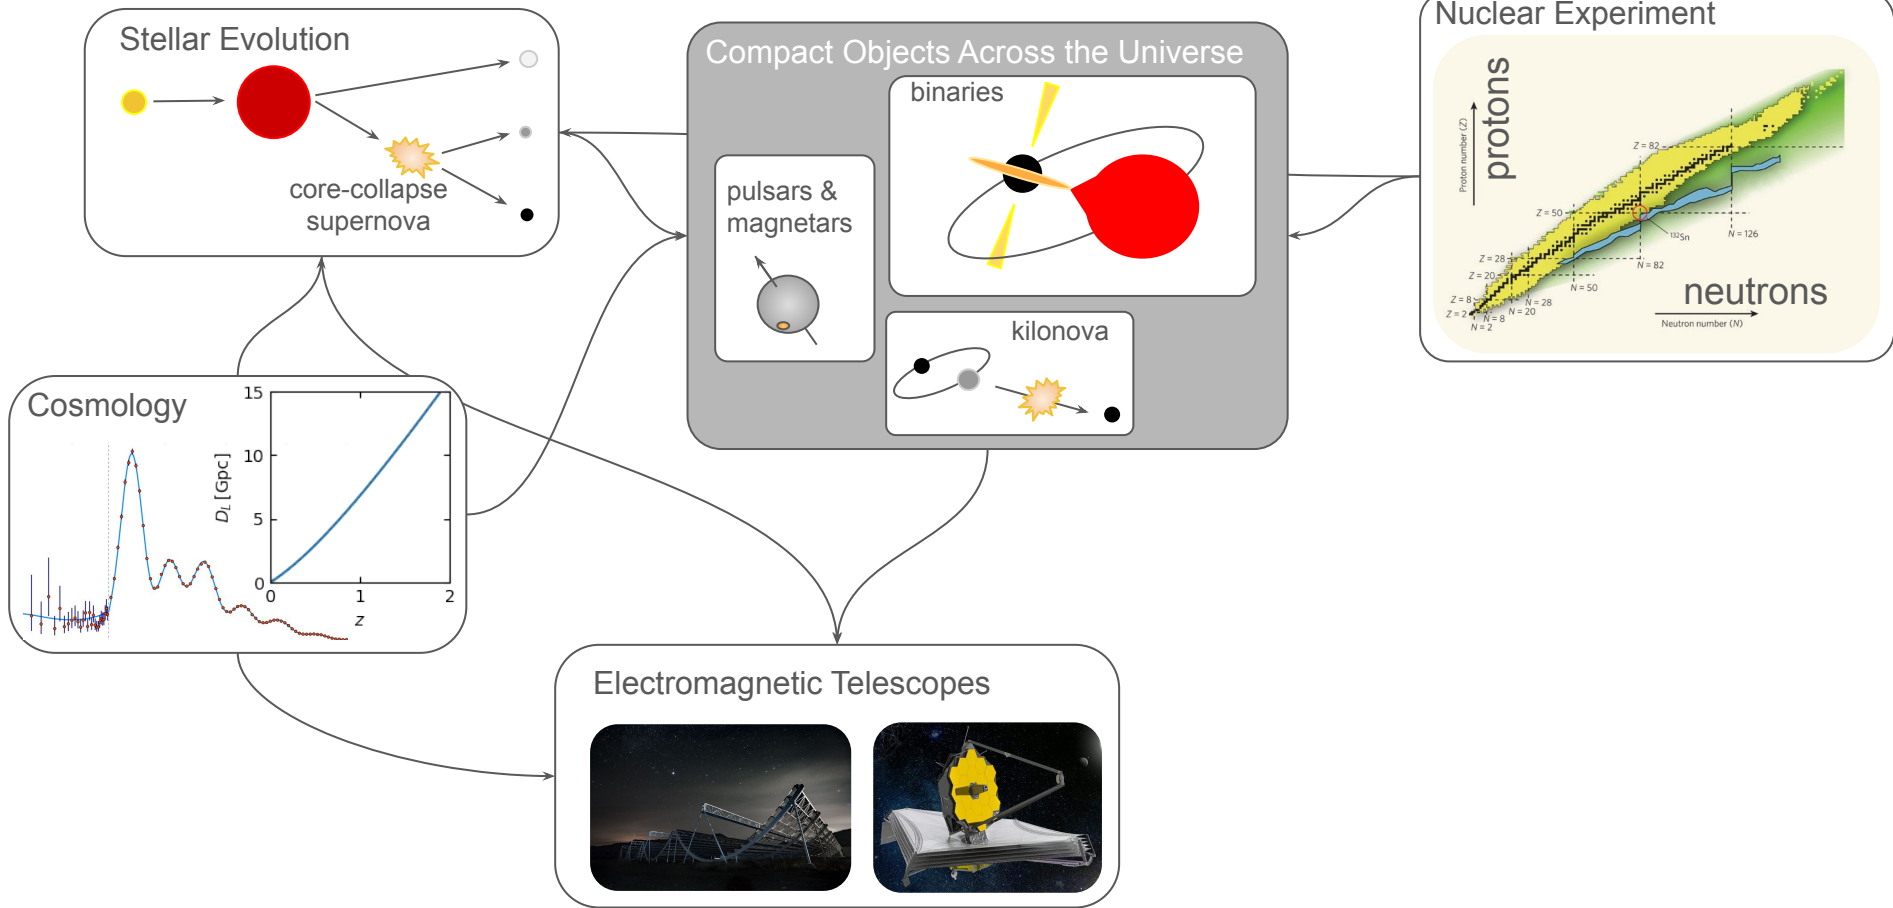 Stellar Evolution
core-collapse
supernova
Compact Objects Across the Universe
binaries
pulsars &
magnetars
kilonova
Nuclear Experiment
protons
Proton number (Z)
Z = 82
Z = 50
Z = 28
Z = 20
Z = 8
Z = 2
N = 2
N = 8
N = 20
N = 28
N = 50
N = 82
N = 126
¹³²Sn
neutrons
Neutron number (N)
Cosmology
D_L [Gpc]
15
10
5
0
0
1
2
z
Electromagnetic Telescopes